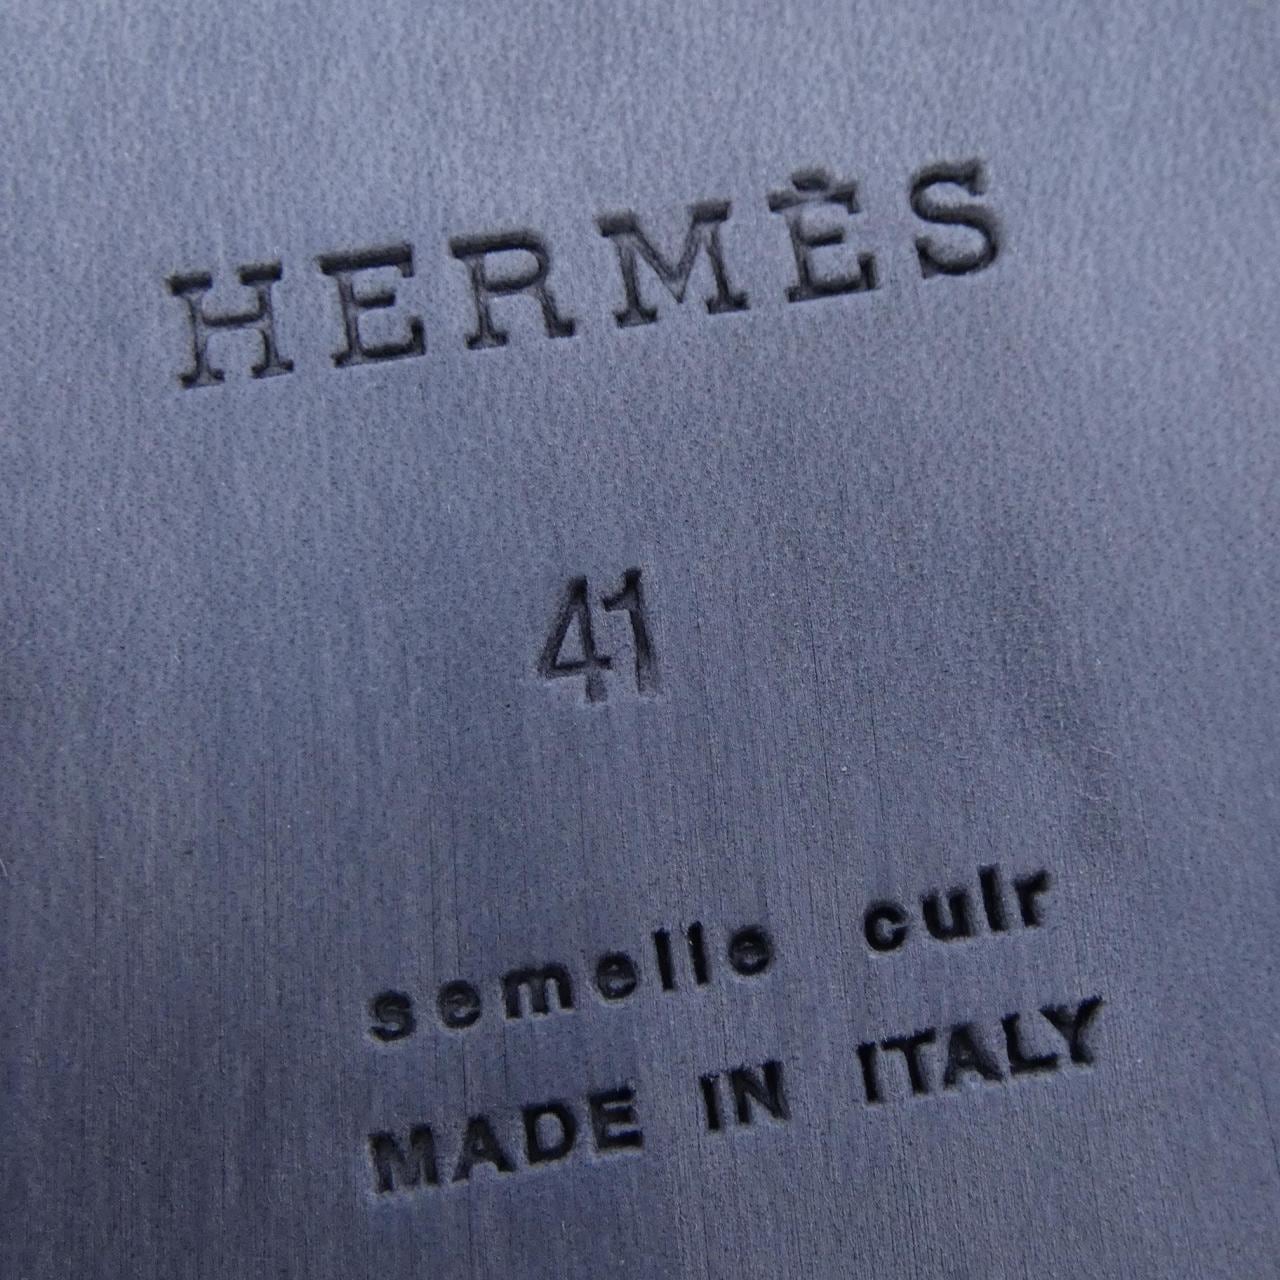 HERMÈS
41
semelle cuir
MADE IN ITALY